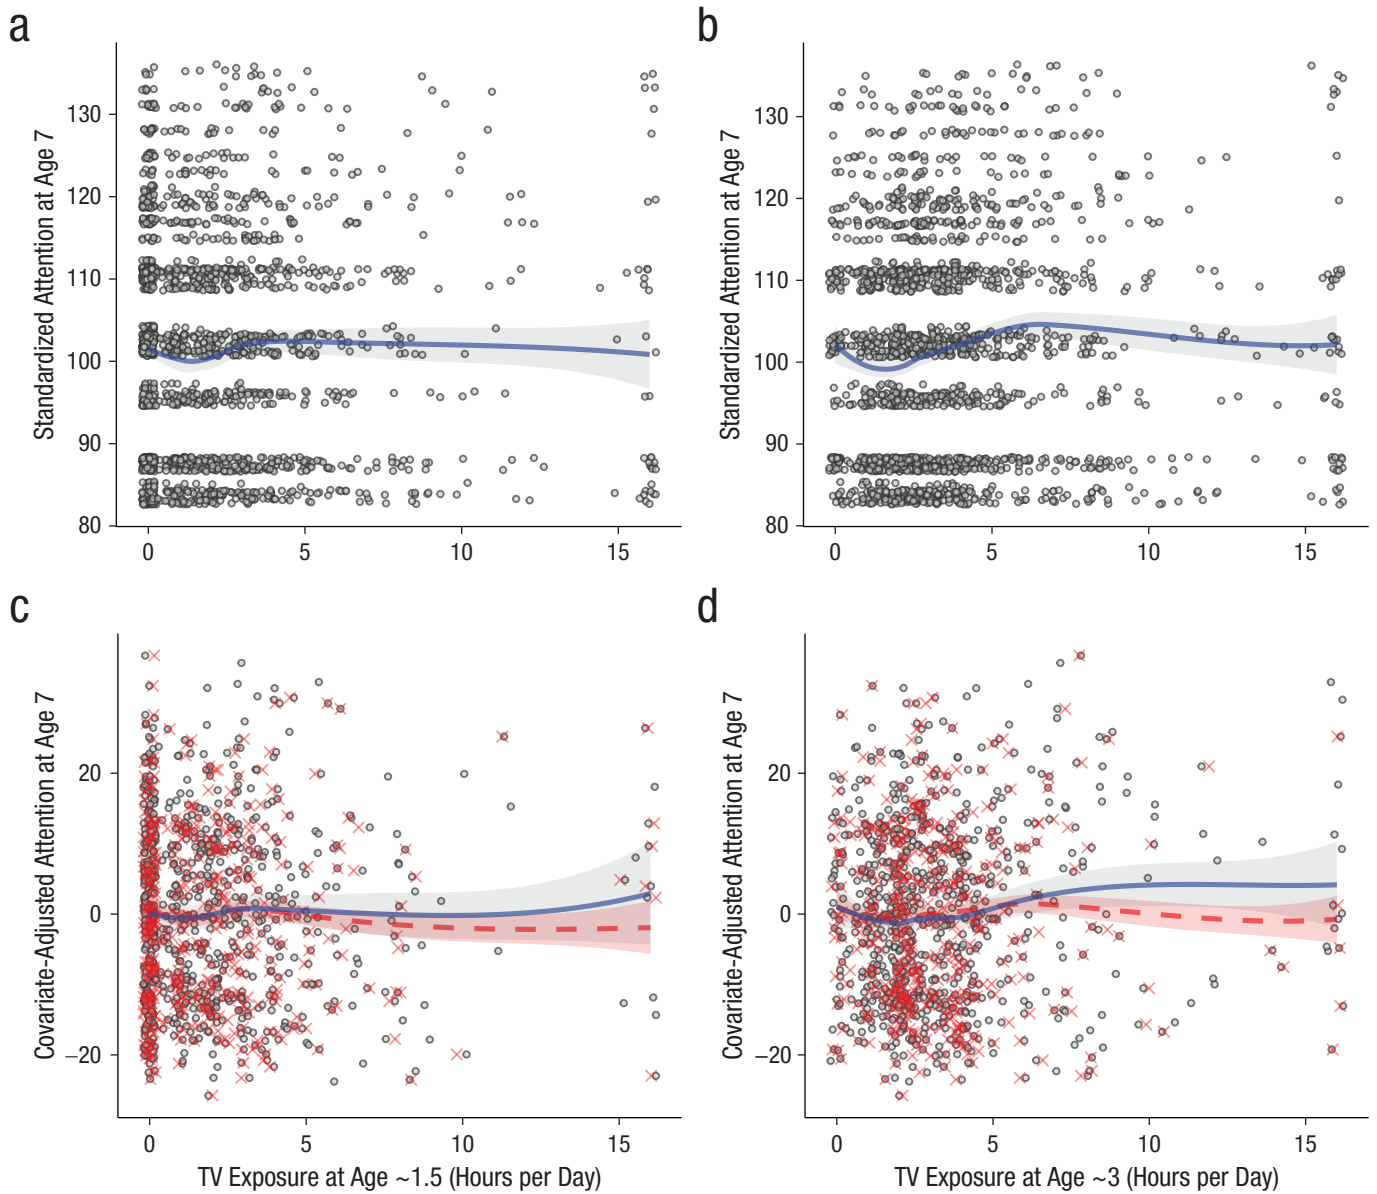 a
b
Standardized Attention at Age 7
130
120
110
100
90
80
0 5 10 15
Standardized Attention at Age 7
130
120
110
100
90
80
0 5 10 15
c
d
Covariate-Adjusted Attention at Age 7
20
0
−20
0 5 10 15
TV Exposure at Age ~1.5 (Hours per Day)
Covariate-Adjusted Attention at Age 7
20
0
−20
0 5 10 15
TV Exposure at Age ~3 (Hours per Day)